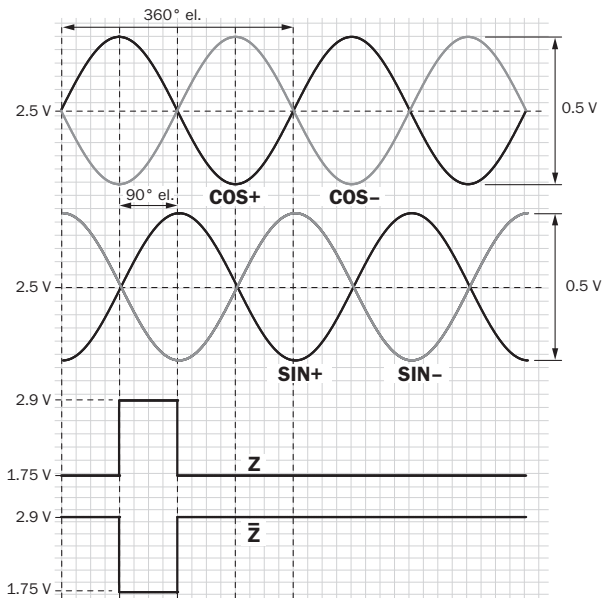 360° el.
2.5 V
0.5 V
90° el.
COS+
COS–
2.5 V
0.5 V
SIN+
SIN–
2.9 V
Z
1.75 V
2.9 V
Z̅
1.75 V